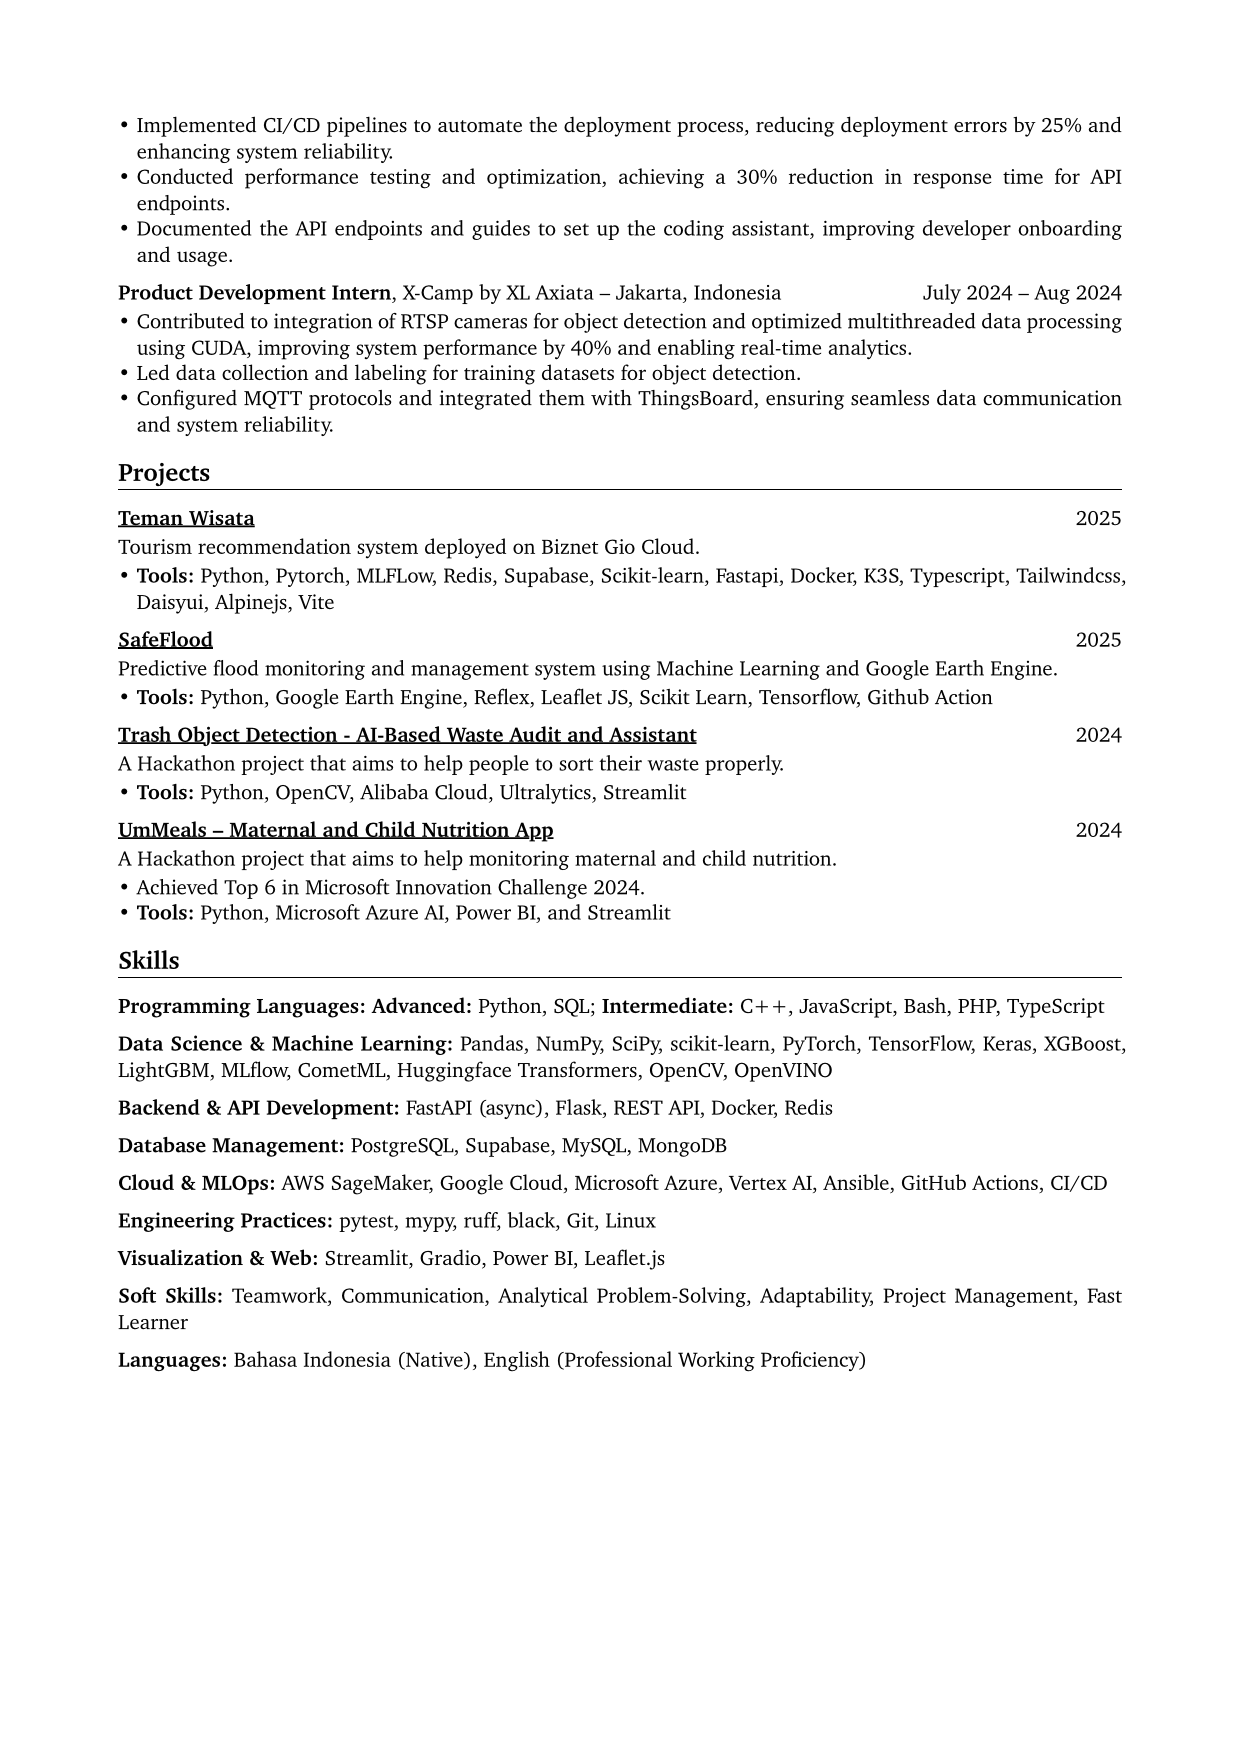 • Implemented CI/CD pipelines to automate the deployment process, reducing deployment errors by 25% and
enhancing system reliability.
• Conducted performance testing and optimization, achieving a 30% reduction in response time for API
endpoints.
• Documented the API endpoints and guides to set up the coding assistant, improving developer onboarding
and usage.
Product Development Intern, X-Camp by XL Axiata – Jakarta, Indonesia July 2024 – Aug 2024
• Contributed to integration of RTSP cameras for object detection and optimized multithreaded data processing
using CUDA, improving system performance by 40% and enabling real-time analytics.
• Led data collection and labeling for training datasets for object detection.
• Configured MQTT protocols and integrated them with ThingsBoard, ensuring seamless data communication
and system reliability.
Projects
Teman Wisata 2025
Tourism recommendation system deployed on Biznet Gio Cloud.
• Tools: Python, Pytorch, MLFLow, Redis, Supabase, Scikit-learn, Fastapi, Docker, K3S, Typescript, Tailwindcss,
Daisyui, Alpinejs, Vite
SafeFlood 2025
Predictive flood monitoring and management system using Machine Learning and Google Earth Engine.
• Tools: Python, Google Earth Engine, Reflex, Leaflet JS, Scikit Learn, Tensorflow, Github Action
Trash Object Detection - AI-Based Waste Audit and Assistant 2024
A Hackathon project that aims to help people to sort their waste properly.
• Tools: Python, OpenCV, Alibaba Cloud, Ultralytics, Streamlit
UmMeals – Maternal and Child Nutrition App 2024
A Hackathon project that aims to help monitoring maternal and child nutrition.
• Achieved Top 6 in Microsoft Innovation Challenge 2024.
• Tools: Python, Microsoft Azure AI, Power BI, and Streamlit
Skills
Programming Languages: Advanced: Python, SQL; Intermediate: C++, JavaScript, Bash, PHP, TypeScript
Data Science & Machine Learning: Pandas, NumPy, SciPy, scikit-learn, PyTorch, TensorFlow, Keras, XGBoost,
LightGBM, MLflow, CometML, Huggingface Transformers, OpenCV, OpenVINO
Backend & API Development: FastAPI (async), Flask, REST API, Docker, Redis
Database Management: PostgreSQL, Supabase, MySQL, MongoDB
Cloud & MLOps: AWS SageMaker, Google Cloud, Microsoft Azure, Vertex AI, Ansible, GitHub Actions, CI/CD
Engineering Practices: pytest, mypy, ruff, black, Git, Linux
Visualization & Web: Streamlit, Gradio, Power BI, Leaflet.js
Soft Skills: Teamwork, Communication, Analytical Problem-Solving, Adaptability, Project Management, Fast
Learner
Languages: Bahasa Indonesia (Native), English (Professional Working Proficiency)